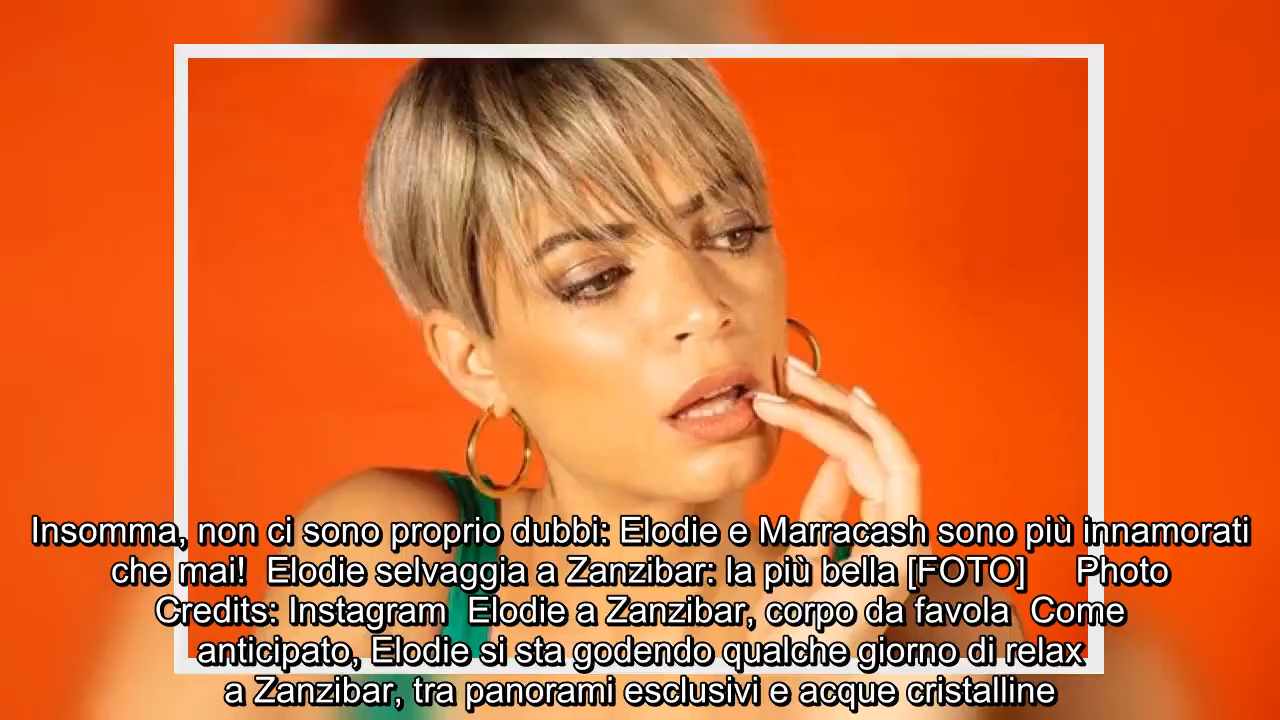 Insomma, non ci sono proprio dubbi: Elodie e Marracash sono più innamorati
che mai!  Elodie selvaggia a Zanzibar: la più bella [FOTO]     Photo
Credits: Instagram  Elodie a Zanzibar, corpo da favola  Come
anticipato, Elodie si sta godendo qualche giorno di relax
a Zanzibar, tra panorami esclusivi e acque cristalline